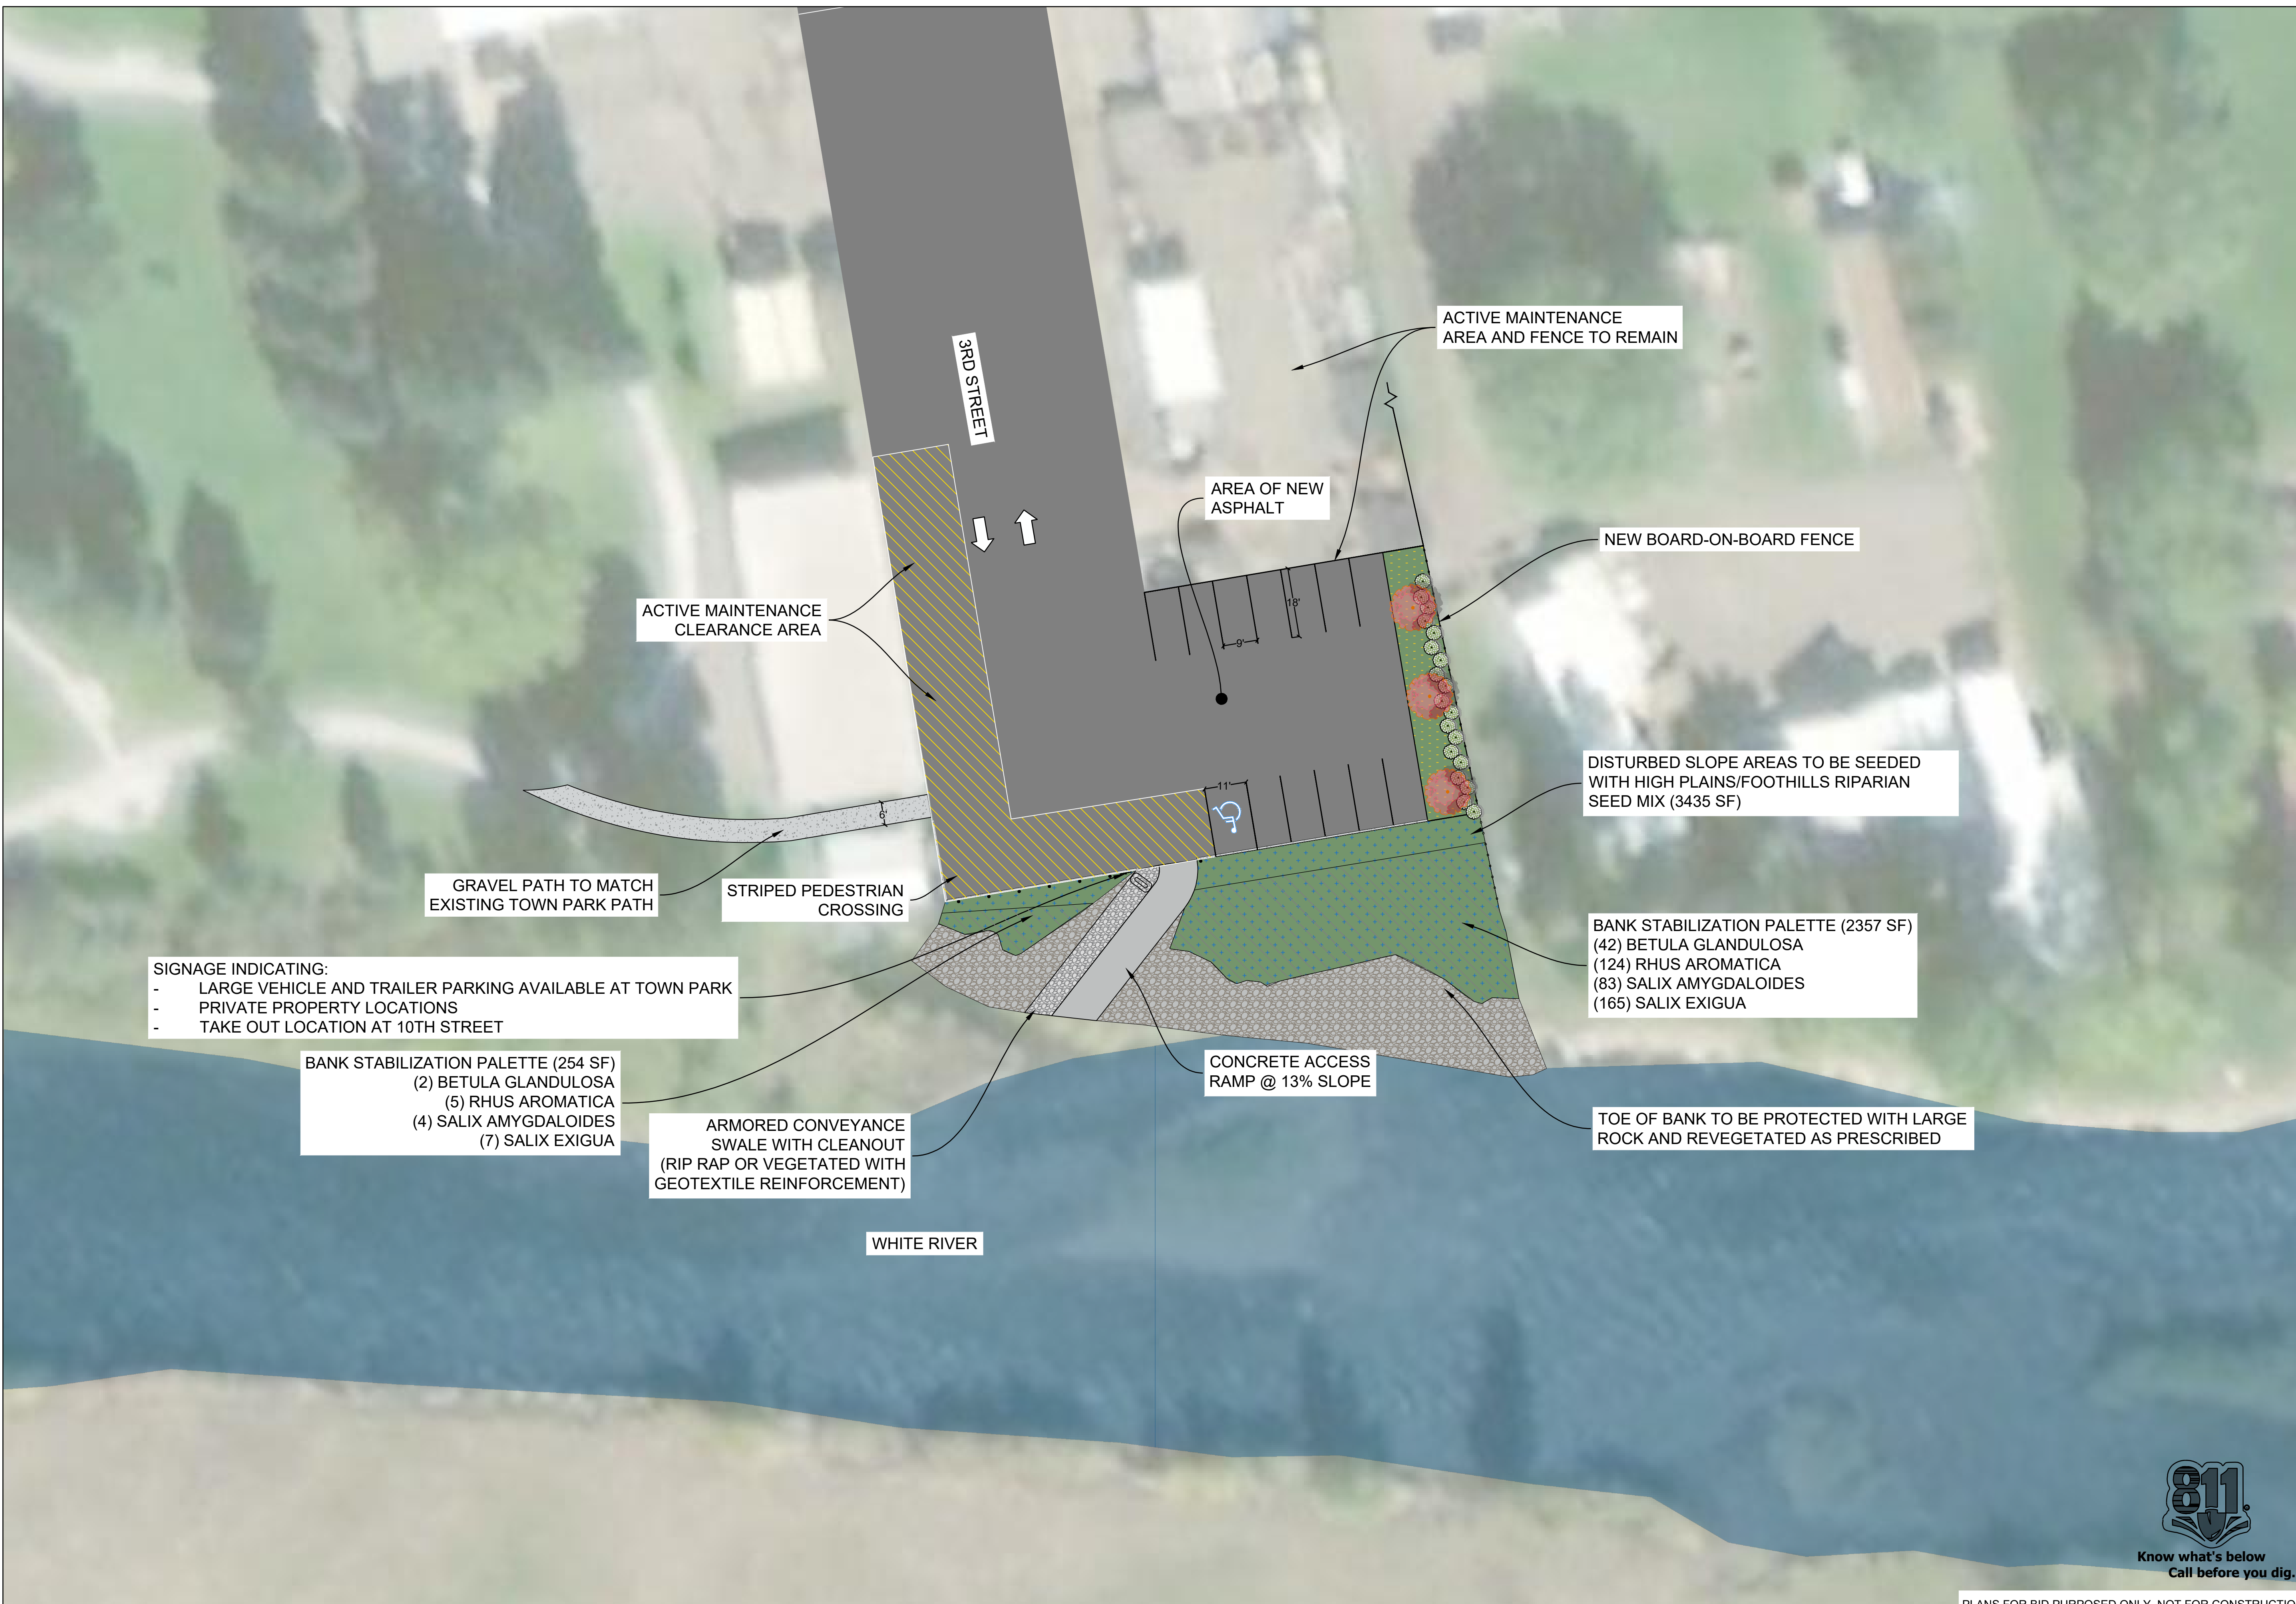 ACTIVE MAINTENANCE
AREA AND FENCE TO REMAIN
3RD STREET
AREA OF NEW
ASPHALT
NEW BOARD-ON-BOARD FENCE
18'
9'
ACTIVE MAINTENANCE
CLEARANCE AREA
DISTURBED SLOPE AREAS TO BE SEEDED
WITH HIGH PLAINS/FOOTHILLS RIPARIAN
SEED MIX (3435 SF)
11'
6'
GRAVEL PATH TO MATCH
EXISTING TOWN PARK PATH
STRIPED PEDESTRIAN
CROSSING
BANK STABILIZATION PALETTE (2357 SF)
(42) BETULA GLANDULOSA
(124) RHUS AROMATICA
(83) SALIX AMYGDALOIDES
(165) SALIX EXIGUA
SIGNAGE INDICATING:
- LARGE VEHICLE AND TRAILER PARKING AVAILABLE AT TOWN PARK
- PRIVATE PROPERTY LOCATIONS
- TAKE OUT LOCATION AT 10TH STREET
BANK STABILIZATION PALETTE (254 SF)
(2) BETULA GLANDULOSA
(5) RHUS AROMATICA
(4) SALIX AMYGDALOIDES
(7) SALIX EXIGUA
CONCRETE ACCESS
RAMP @ 13% SLOPE
ARMORED CONVEYANCE
SWALE WITH CLEANOUT
(RIP RAP OR VEGETATED WITH
GEOTEXTILE REINFORCEMENT)
TOE OF BANK TO BE PROTECTED WITH LARGE
ROCK AND REVEGETATED AS PRESCRIBED
WHITE RIVER
811
Know what's below
Call before you dig.
PLANS FOR BID PURPOSED ONLY, NOT FOR